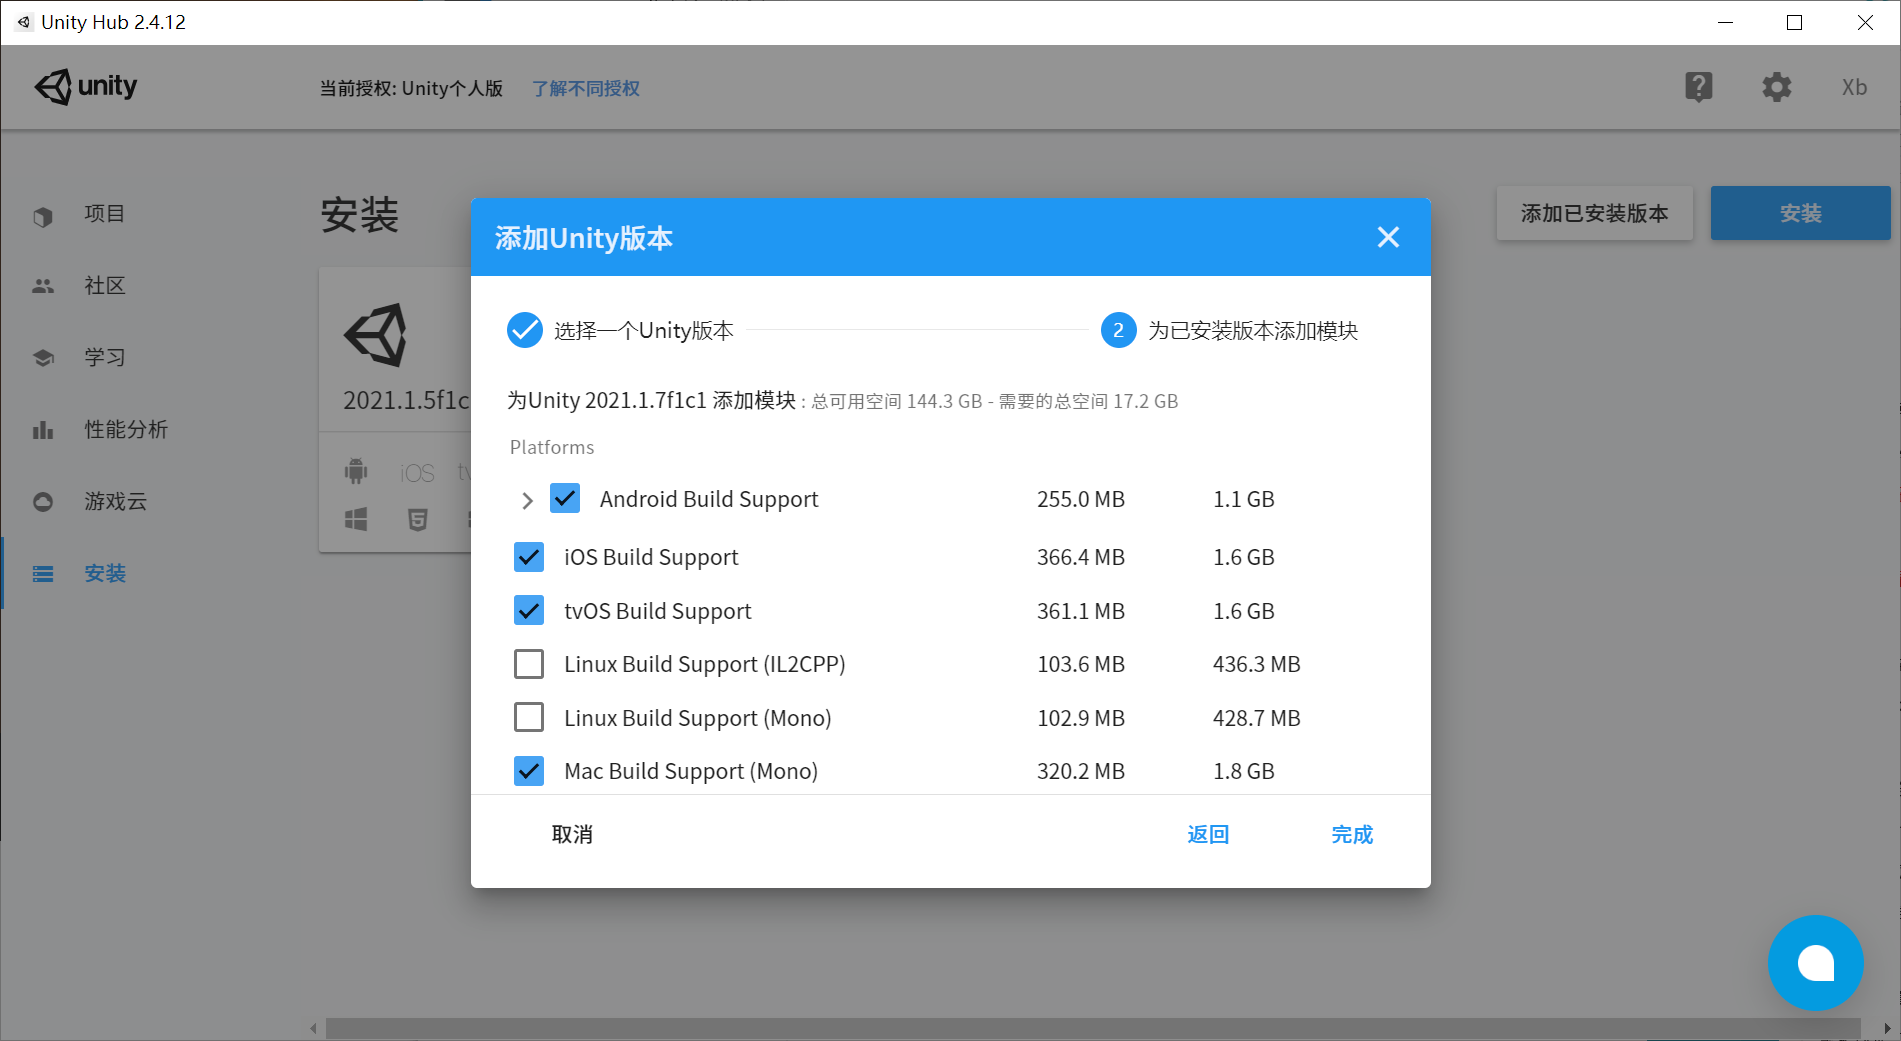 Unity Hub 2.4.12
unity
当前授权: Unity个人版 了解不同授权
Xb
项目
社区
学习
性能分析
游戏云
安装
安装
添加已安装版本
安装
2021.1.5f1c
iOS
添加Unity版本
选择一个Unity版本
2 为已安装版本添加模块
为Unity 2021.1.7f1c1 添加模块 : 总可用空间 144.3 GB - 需要的总空间 17.2 GB
Platforms
Android Build Support 255.0 MB 1.1 GB
iOS Build Support 366.4 MB 1.6 GB
tvOS Build Support 361.1 MB 1.6 GB
Linux Build Support (IL2CPP) 103.6 MB 436.3 MB
Linux Build Support (Mono) 102.9 MB 428.7 MB
Mac Build Support (Mono) 320.2 MB 1.8 GB
取消
返回
完成